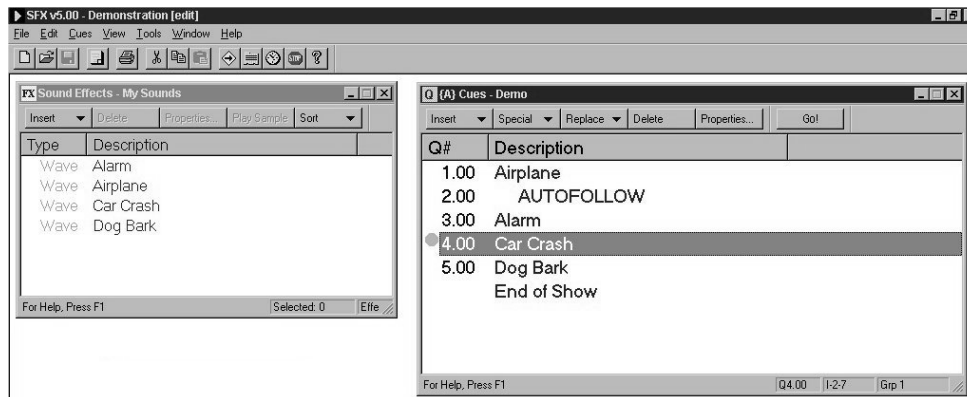 SFX v5.00 - Demonstration [edit]
File Edit Cues View Tools Window Help
FX Sound Effects - My Sounds
Insert Delete Properties... Play Sample Sort
Type Description
Wave Alarm
Wave Airplane
Wave Car Crash
Wave Dog Bark
For Help, Press F1 Selected: 0 Effe
Q {A} Cues - Demo
Insert Special Replace Delete Properties... Go!
Q# Description
1.00 Airplane
2.00 AUTOFOLLOW
3.00 Alarm
4.00 Car Crash
5.00 Dog Bark
End of Show
For Help, Press F1 Q4.00 I-2-7 Grp 1